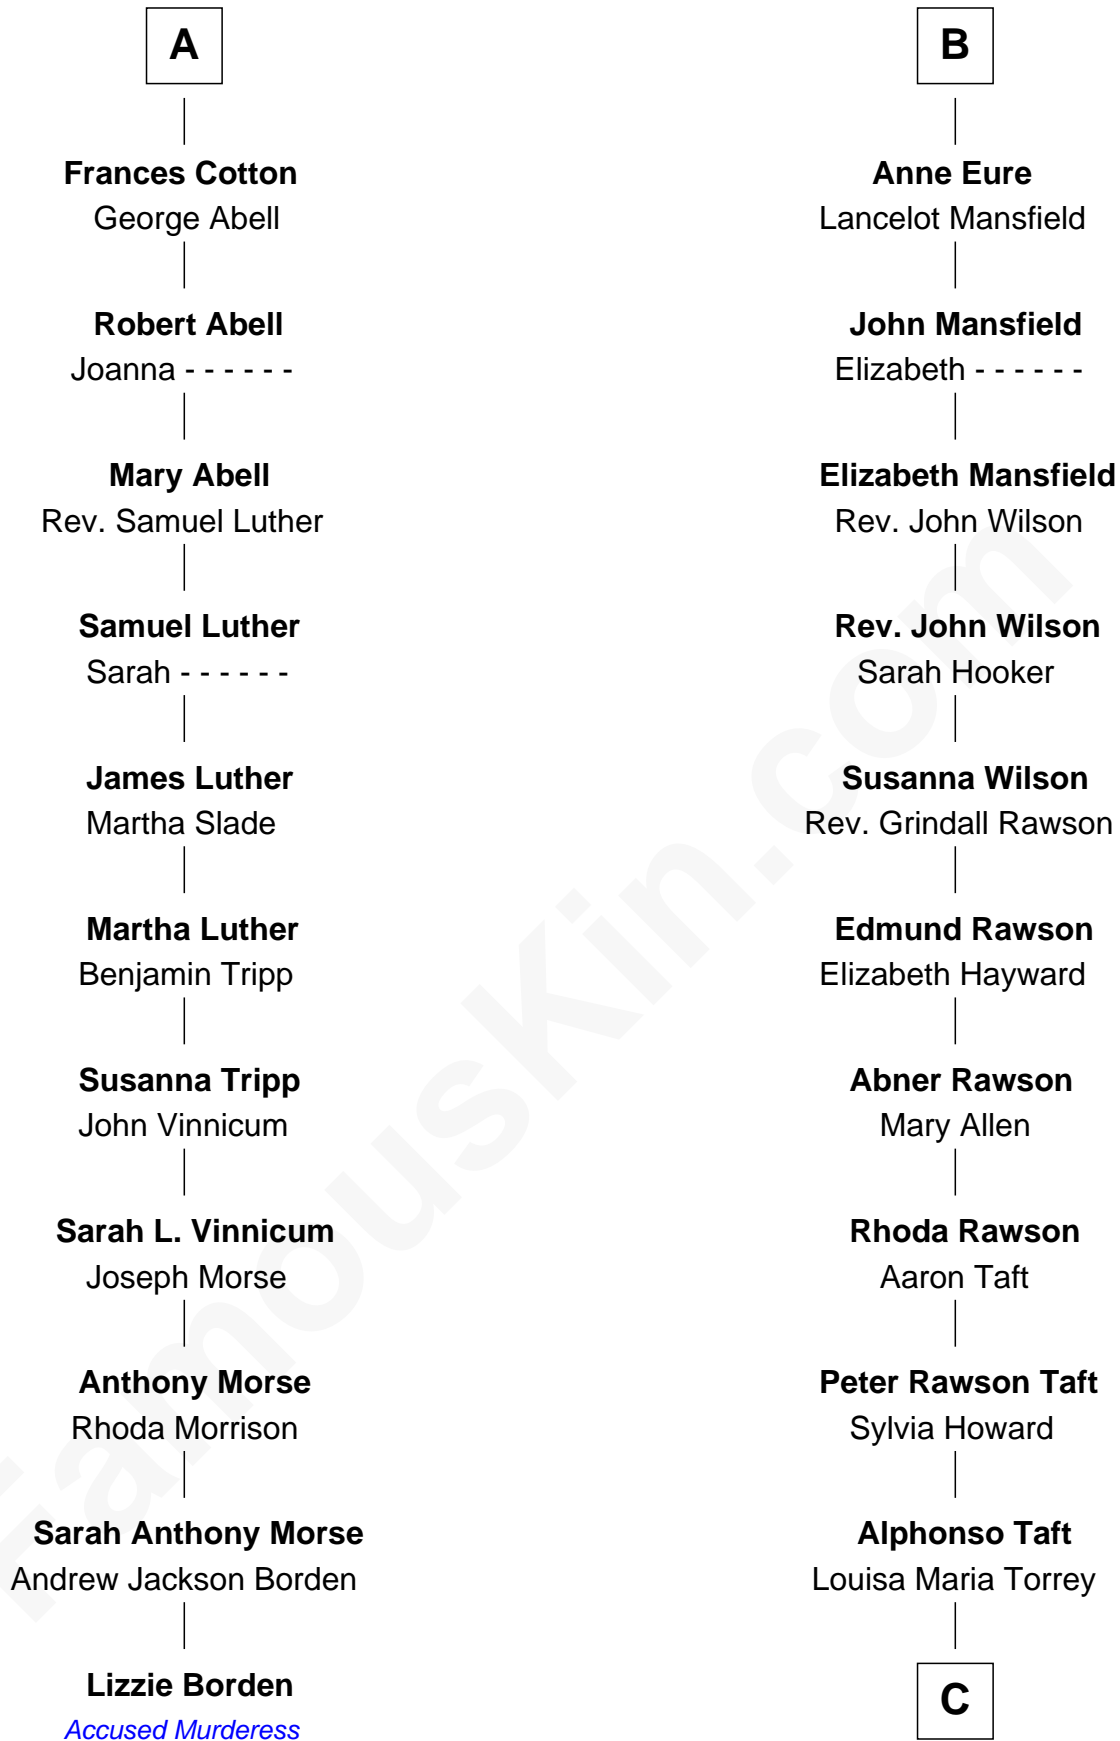 A
Frances Cotton
George Abell
Robert Abell
Joanna - - - - - -
Mary Abell
Rev. Samuel Luther
Samuel Luther
Sarah - - - - - -
James Luther
Martha Slade
Martha Luther
Benjamin Tripp
Susanna Tripp
John Vinnicum
Sarah L. Vinnicum
Joseph Morse
Anthony Morse
Rhoda Morrison
Sarah Anthony Morse
Andrew Jackson Borden
Lizzie Borden
Accused Murderess
B
Anne Eure
Lancelot Mansfield
John Mansfield
Elizabeth - - - - - -
Elizabeth Mansfield
Rev. John Wilson
Rev. John Wilson
Sarah Hooker
Susanna Wilson
Rev. Grindall Rawson
Edmund Rawson
Elizabeth Hayward
Abner Rawson
Mary Allen
Rhoda Rawson
Aaron Taft
Peter Rawson Taft
Sylvia Howard
Alphonso Taft
Louisa Maria Torrey
C
FamousKin.com